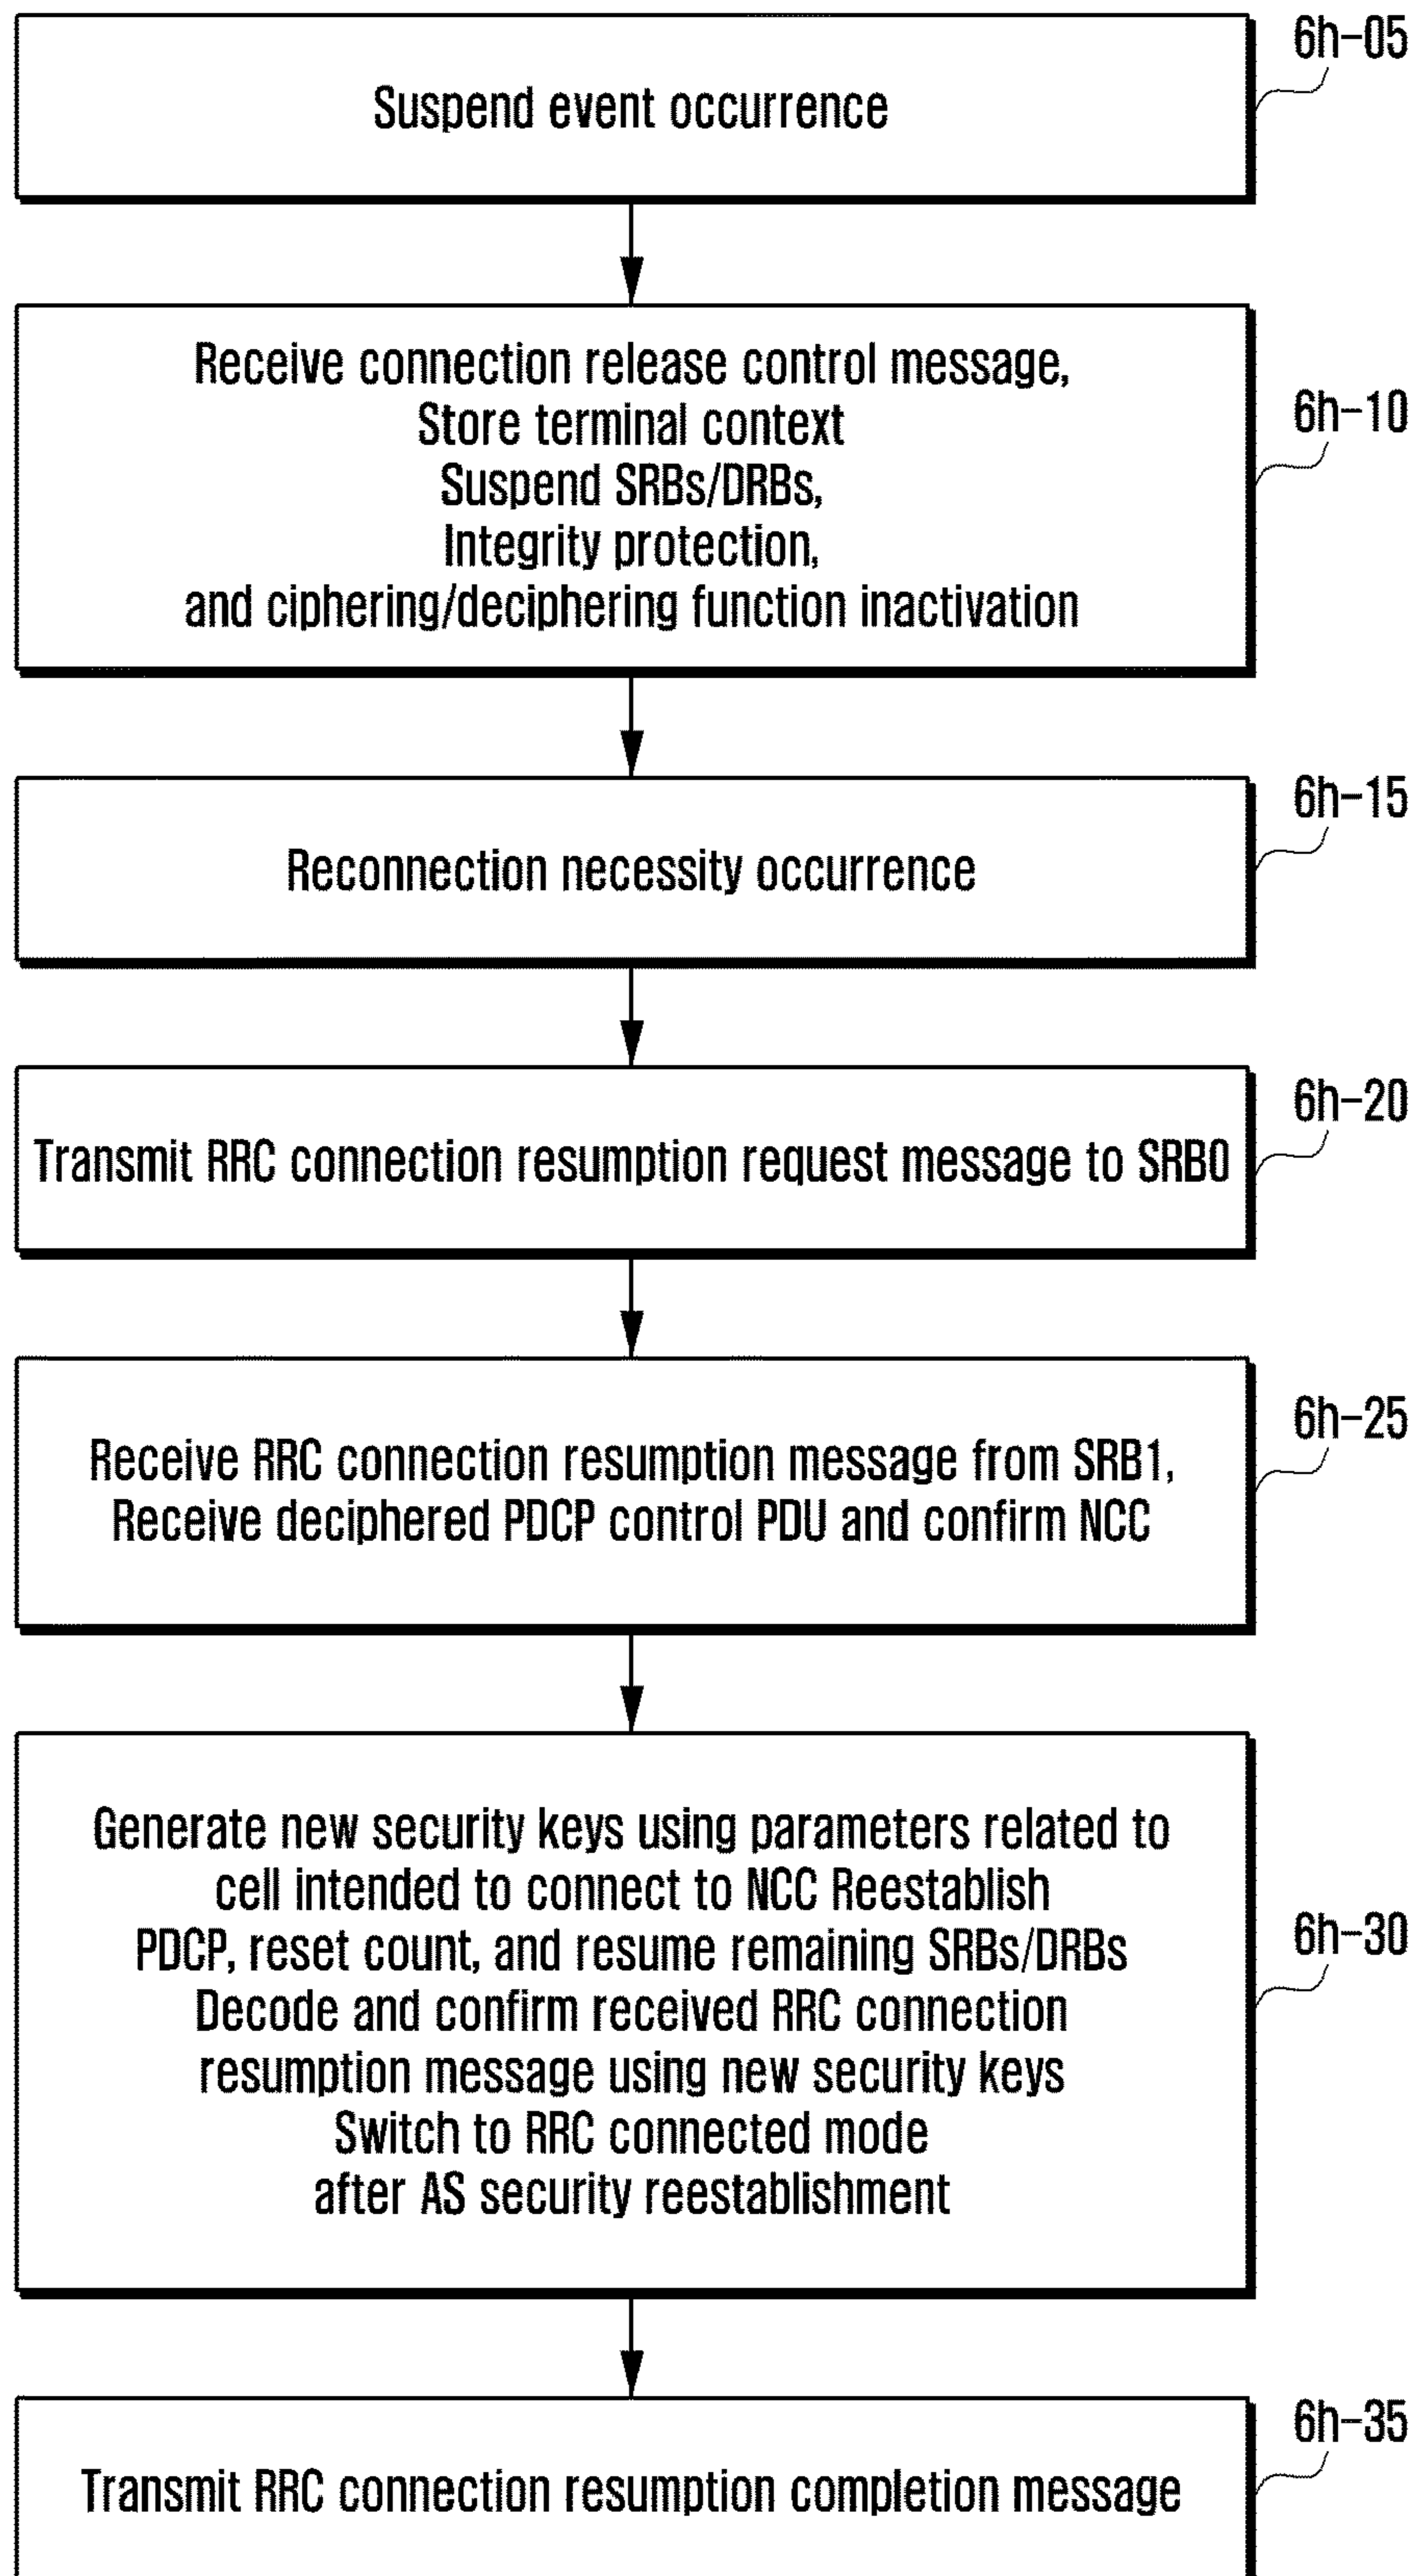 6h-05
Suspend event occurrence
Receive connection release control message,
Store terminal context
6h-10
Suspend SRBs/DRBs,
Integrity protection,
and ciphering/deciphering function inactivation
6h-15
Reconnection necessity occurrence
6h-20
Transmit RRC connection resumption request message to SRB0
6h-25
Receive RRC connection resumption message from SRB1,
Receive deciphered PDCP control PDU and confirm NCC
Generate new security keys using parameters related to
cell intended to connect to NCC Reestablish
6h-30
PDCP, reset count, and resume remaining SRBs/DRBs
Decode and confirm received RRC connection
resumption message using new security keys
Switch to RRC connected mode
after AS security reestablishment
6h-35
Transmit RRC connection resumption completion message